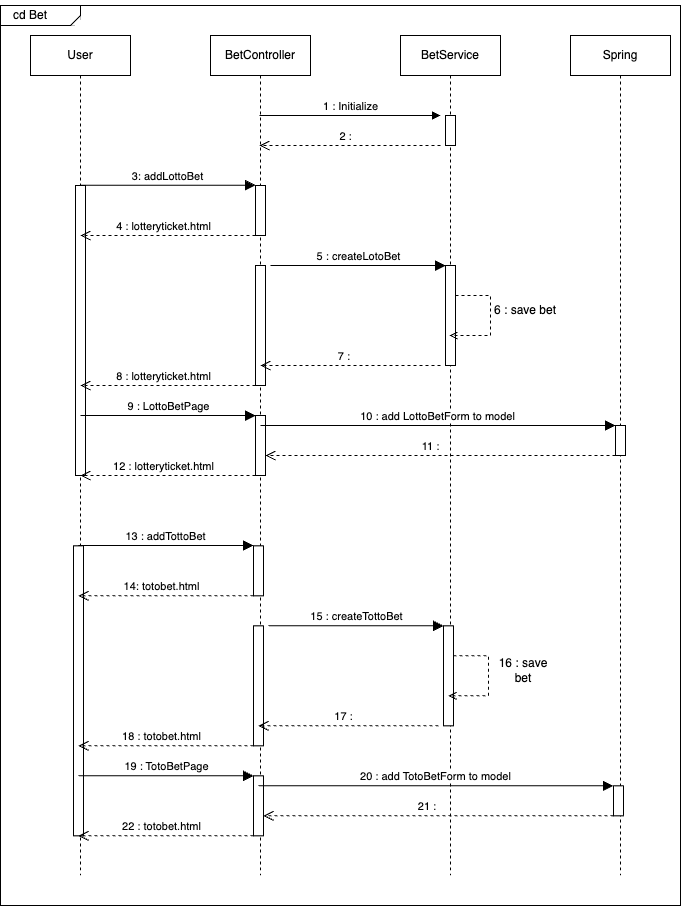 cd Bet
User
BetController
BetService
Spring
1 : Initialize
2 :
3: addLottoBet
4 : lotteryticket.html
5 : createLotoBet
6 : save bet
7 :
8 : lotteryticket.html
9 : LottoBetPage
10 : add LottoBetForm to model
11 :
12 : lotteryticket.html
13 : addTottoBet
14: totobet.html
15 : createTottoBet
16 : save
bet
17 :
18 : totobet.html
19 : TotoBetPage
20 : add TotoBetForm to model
21 :
22 : totobet.html